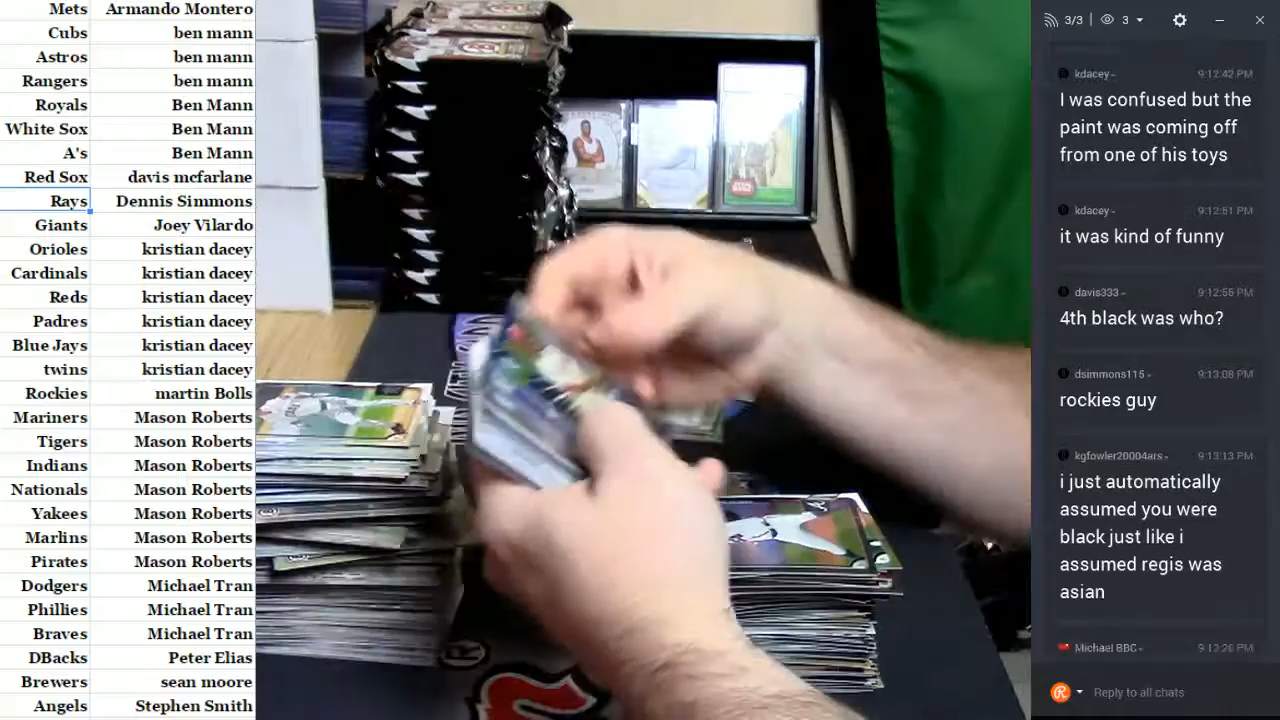 Mets Armando Montero
Cubs ben mann
Astros ben mann
Rangers ben mann
Royals Ben Mann
White Sox Ben Mann
A's Ben Mann
Red Sox davis mcfarlane
Rays Dennis Simmons
Giants Joey Vilardo
Orioles kristian dacey
Cardinals kristian dacey
Reds kristian dacey
Padres kristian dacey
Blue Jays kristian dacey
twins kristian dacey
Rockies martin Bolls
Mariners Mason Roberts
Tigers Mason Roberts
Indians Mason Roberts
Nationals Mason Roberts
Yakees Mason Roberts
Marlins Mason Roberts
Pirates Mason Roberts
Dodgers Michael Tran
Phillies Michael Tran
Braves Michael Tran
DBacks Peter Elias
Brewers sean moore
Angels Stephen Smith
3/3 3
kdacey 9:12:42 PM
I was confused but the
paint was coming off
from one of his toys
kdacey 9:12:51 PM
it was kind of funny
davis333 9:12:55 PM
4th black was who?
dsimmons115 9:13:08 PM
rockies guy
kgfowler20004ars 9:13:13 PM
i just automatically
assumed you were
black just like i
assumed regis was
asian
Michael BBC 9:12:26 PM
Reply to all chats